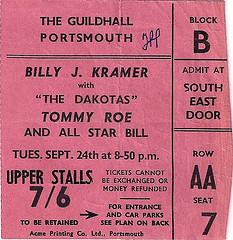 THE GUILDHALL
PORTSMOUTH
BILLY J. KRAMER
with
"THE DAKOTAS"
TOMMY ROE
AND ALL STAR BILL
TUES. SEPT. 24th at 8-50 p.m.
UPPER STALLS
7/6
TICKETS CANNOT
BE EXCHANGED OR
MONEY REFUNDED
TO BE RETAINED
FOR ENTRANCE
AND CAR PARKS
SEE PLAN ON BACK
Acme Printing Co. Ltd., Portsmouth
BLOCK
B
ADMIT AT
SOUTH
EAST
DOOR
ROW
AA
SEAT
7